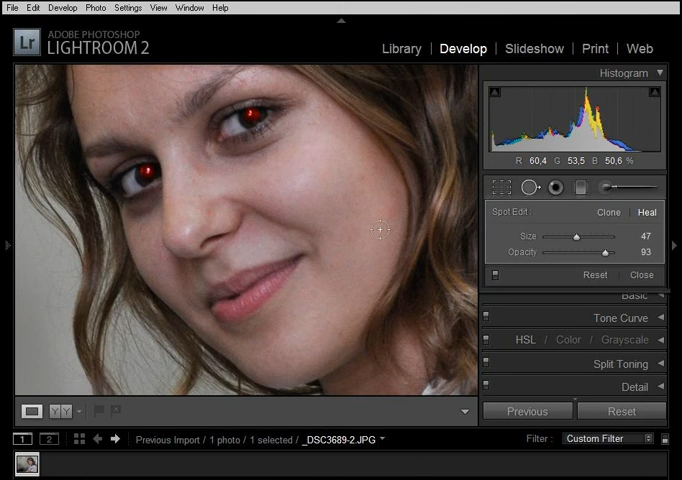 File Edit Develop Photo Settings View Window Help
Lr ADOBE PHOTOSHOP
LIGHTROOM 2
Library | Develop | Slideshow | Print | Web
Histogram
R 60,4 G 53,5 B 50,6 %
Spot Edit : Clone Heal
Size 47
Opacity 93
Reset Close
Basic
Tone Curve
HSL / Color / Grayscale
Split Toning
Detail
Y Y
Previous Reset
1 2 Previous Import / 1 photo / 1 selected / _DSC3689-2.JPG Filter : Custom Filter